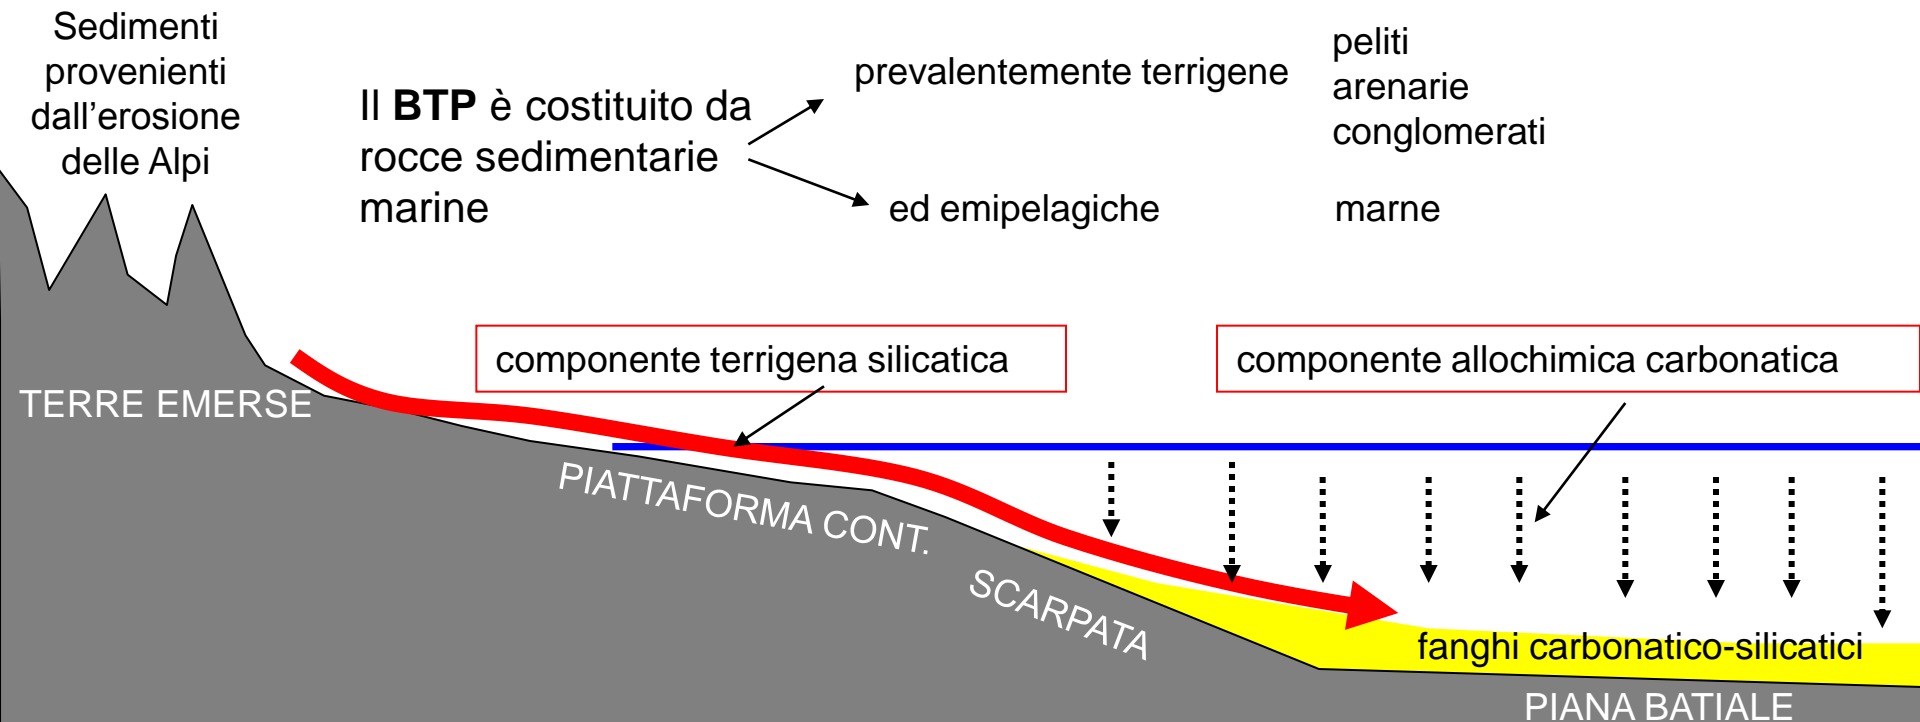 Sedimenti
provenienti
dall'erosione
delle Alpi
Il BTP è costituito da
rocce sedimentarie
marine
prevalentemente terrigene
peliti
arenarie
conglomerati
ed emipelagiche
marne
componente terrigena silicatica
componente allochimica carbonatica
TERRE EMERSE
PIATTAFORMA CONT.
SCARPATA
fanghi carbonatico-silicatici
PIANA BATIALE